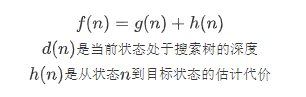 f(n) = g(n) + h(n)
d(n)是当前状态处于搜索树的深度
h(n)是从状态n到目标状态的估计代价